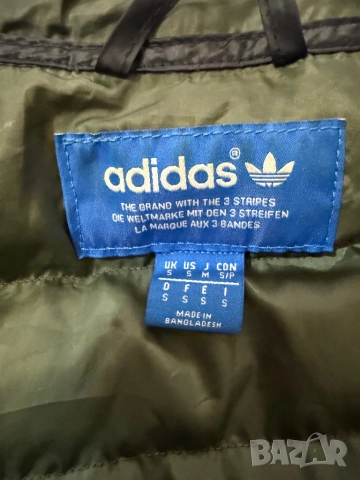 adidas®
THE BRAND WITH THE 3 STRIPES
DIE WELTMARKE MIT DEN 3 STREIFEN
LA MARQUE AUX 3 BANDES
UK US J CDN
S S M S/P
D F E I
S S S S
MADE IN
BANGLADESH
BAZAR